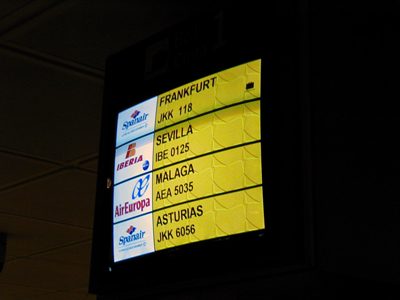 Spanair
FRANKFURT
JKK 118
IBERIA
SEVILLA
IBE 0125
AirEuropa
MALAGA
AEA 5035
Spanair
ASTURIAS
JKK 6056